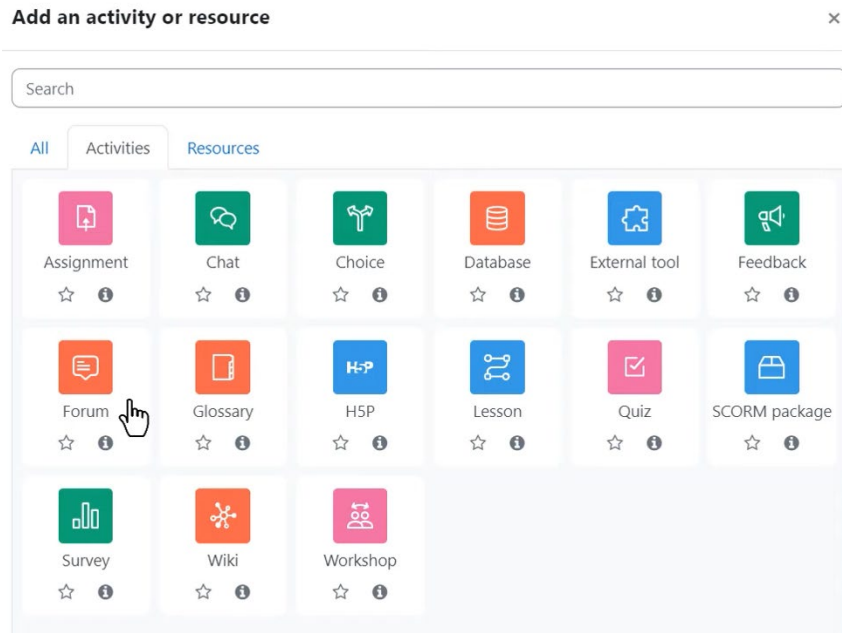 Add an activity or resource
Search
All Activities Resources
Assignment Chat Choice Database External tool Feedback
Forum Glossary H5P Lesson Quiz SCORM package
Survey Wiki Workshop